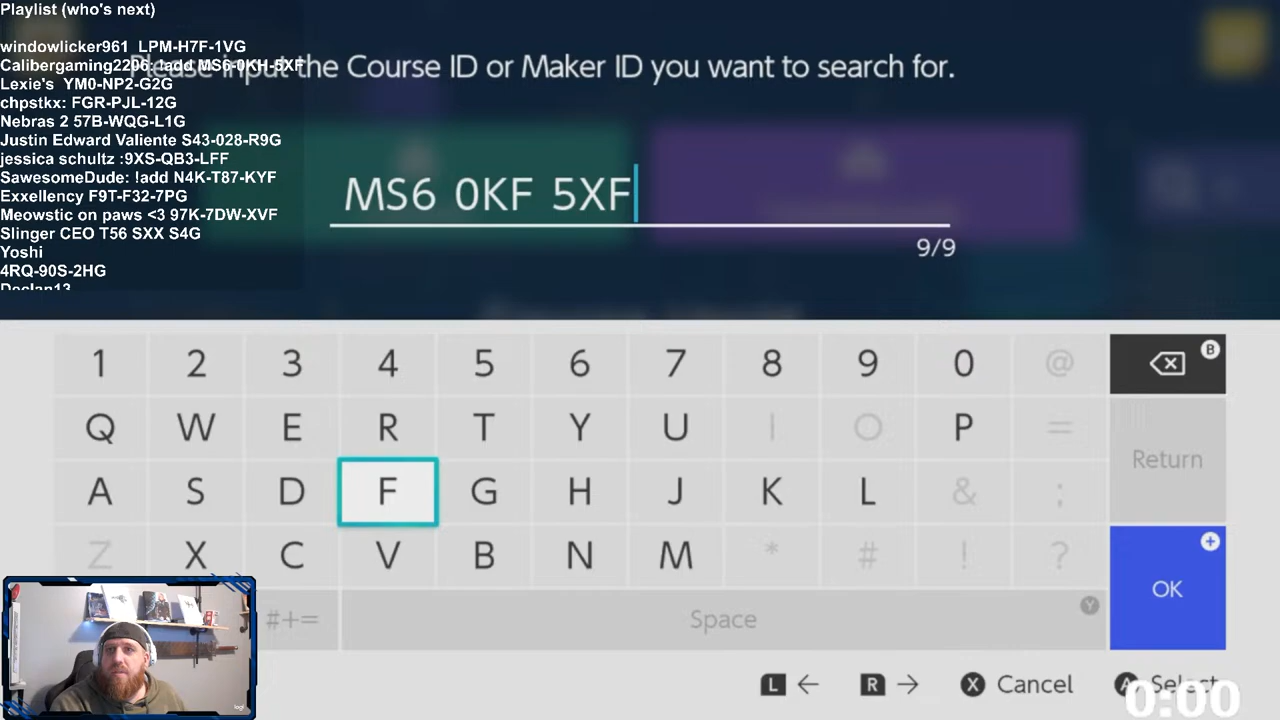 Playlist (who's next)
windowlicker961 LPM-H7F-1VG
Calibergaming2206: !add MS6-0KH-5XF
Please input the Course ID or Maker ID you want to search for.
Lexie's YM0-NP2-G2G
chpstkx: FGR-PJL-12G
Nebras 2 57B-WQG-L1G
Justin Edward Valiente S43-028-R9G
jessica schultz :9XS-QB3-LFF
SawesomeDude: !add N4K-T87-KYF
Exxellency F9T-F32-7PG
Meowstic on paws <3 97K-7DW-XVF
Slinger CEO T56 SXX S4G
Yoshi
4RQ-90S-2HG
Declan13
MS6 0KF 5XF
9/9
1 2 3 4 5 6 7 8 9 0 @ B
Q W E R T Y U I O P = Return
A S D F G H J K L & ;
Z X C V B N M * # ! ? +
OK
#+= Space Y
L ← R → X Cancel A Select
0:00